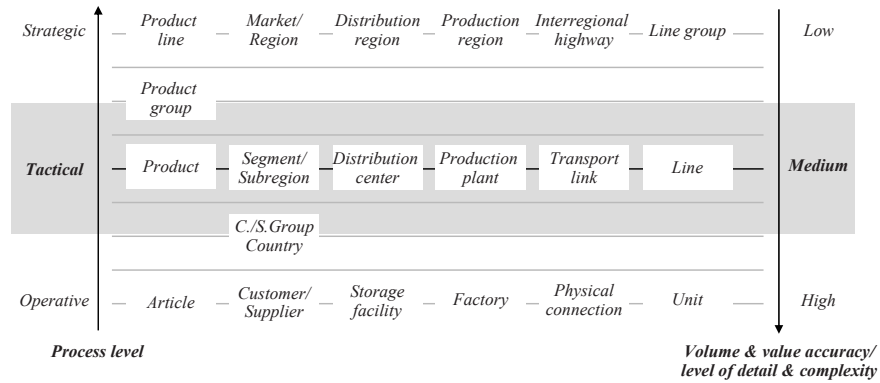 Strategic Product line Market/ Region Distribution region Production region Interregional highway Line group Low
Product group
Tactical Product Segment/ Subregion Distribution center Production plant Transport link Line Medium
C./S.Group Country
Operative Article Customer/ Supplier Storage facility Factory Physical connection Unit High
Process level
Volume & value accuracy/
level of detail & complexity